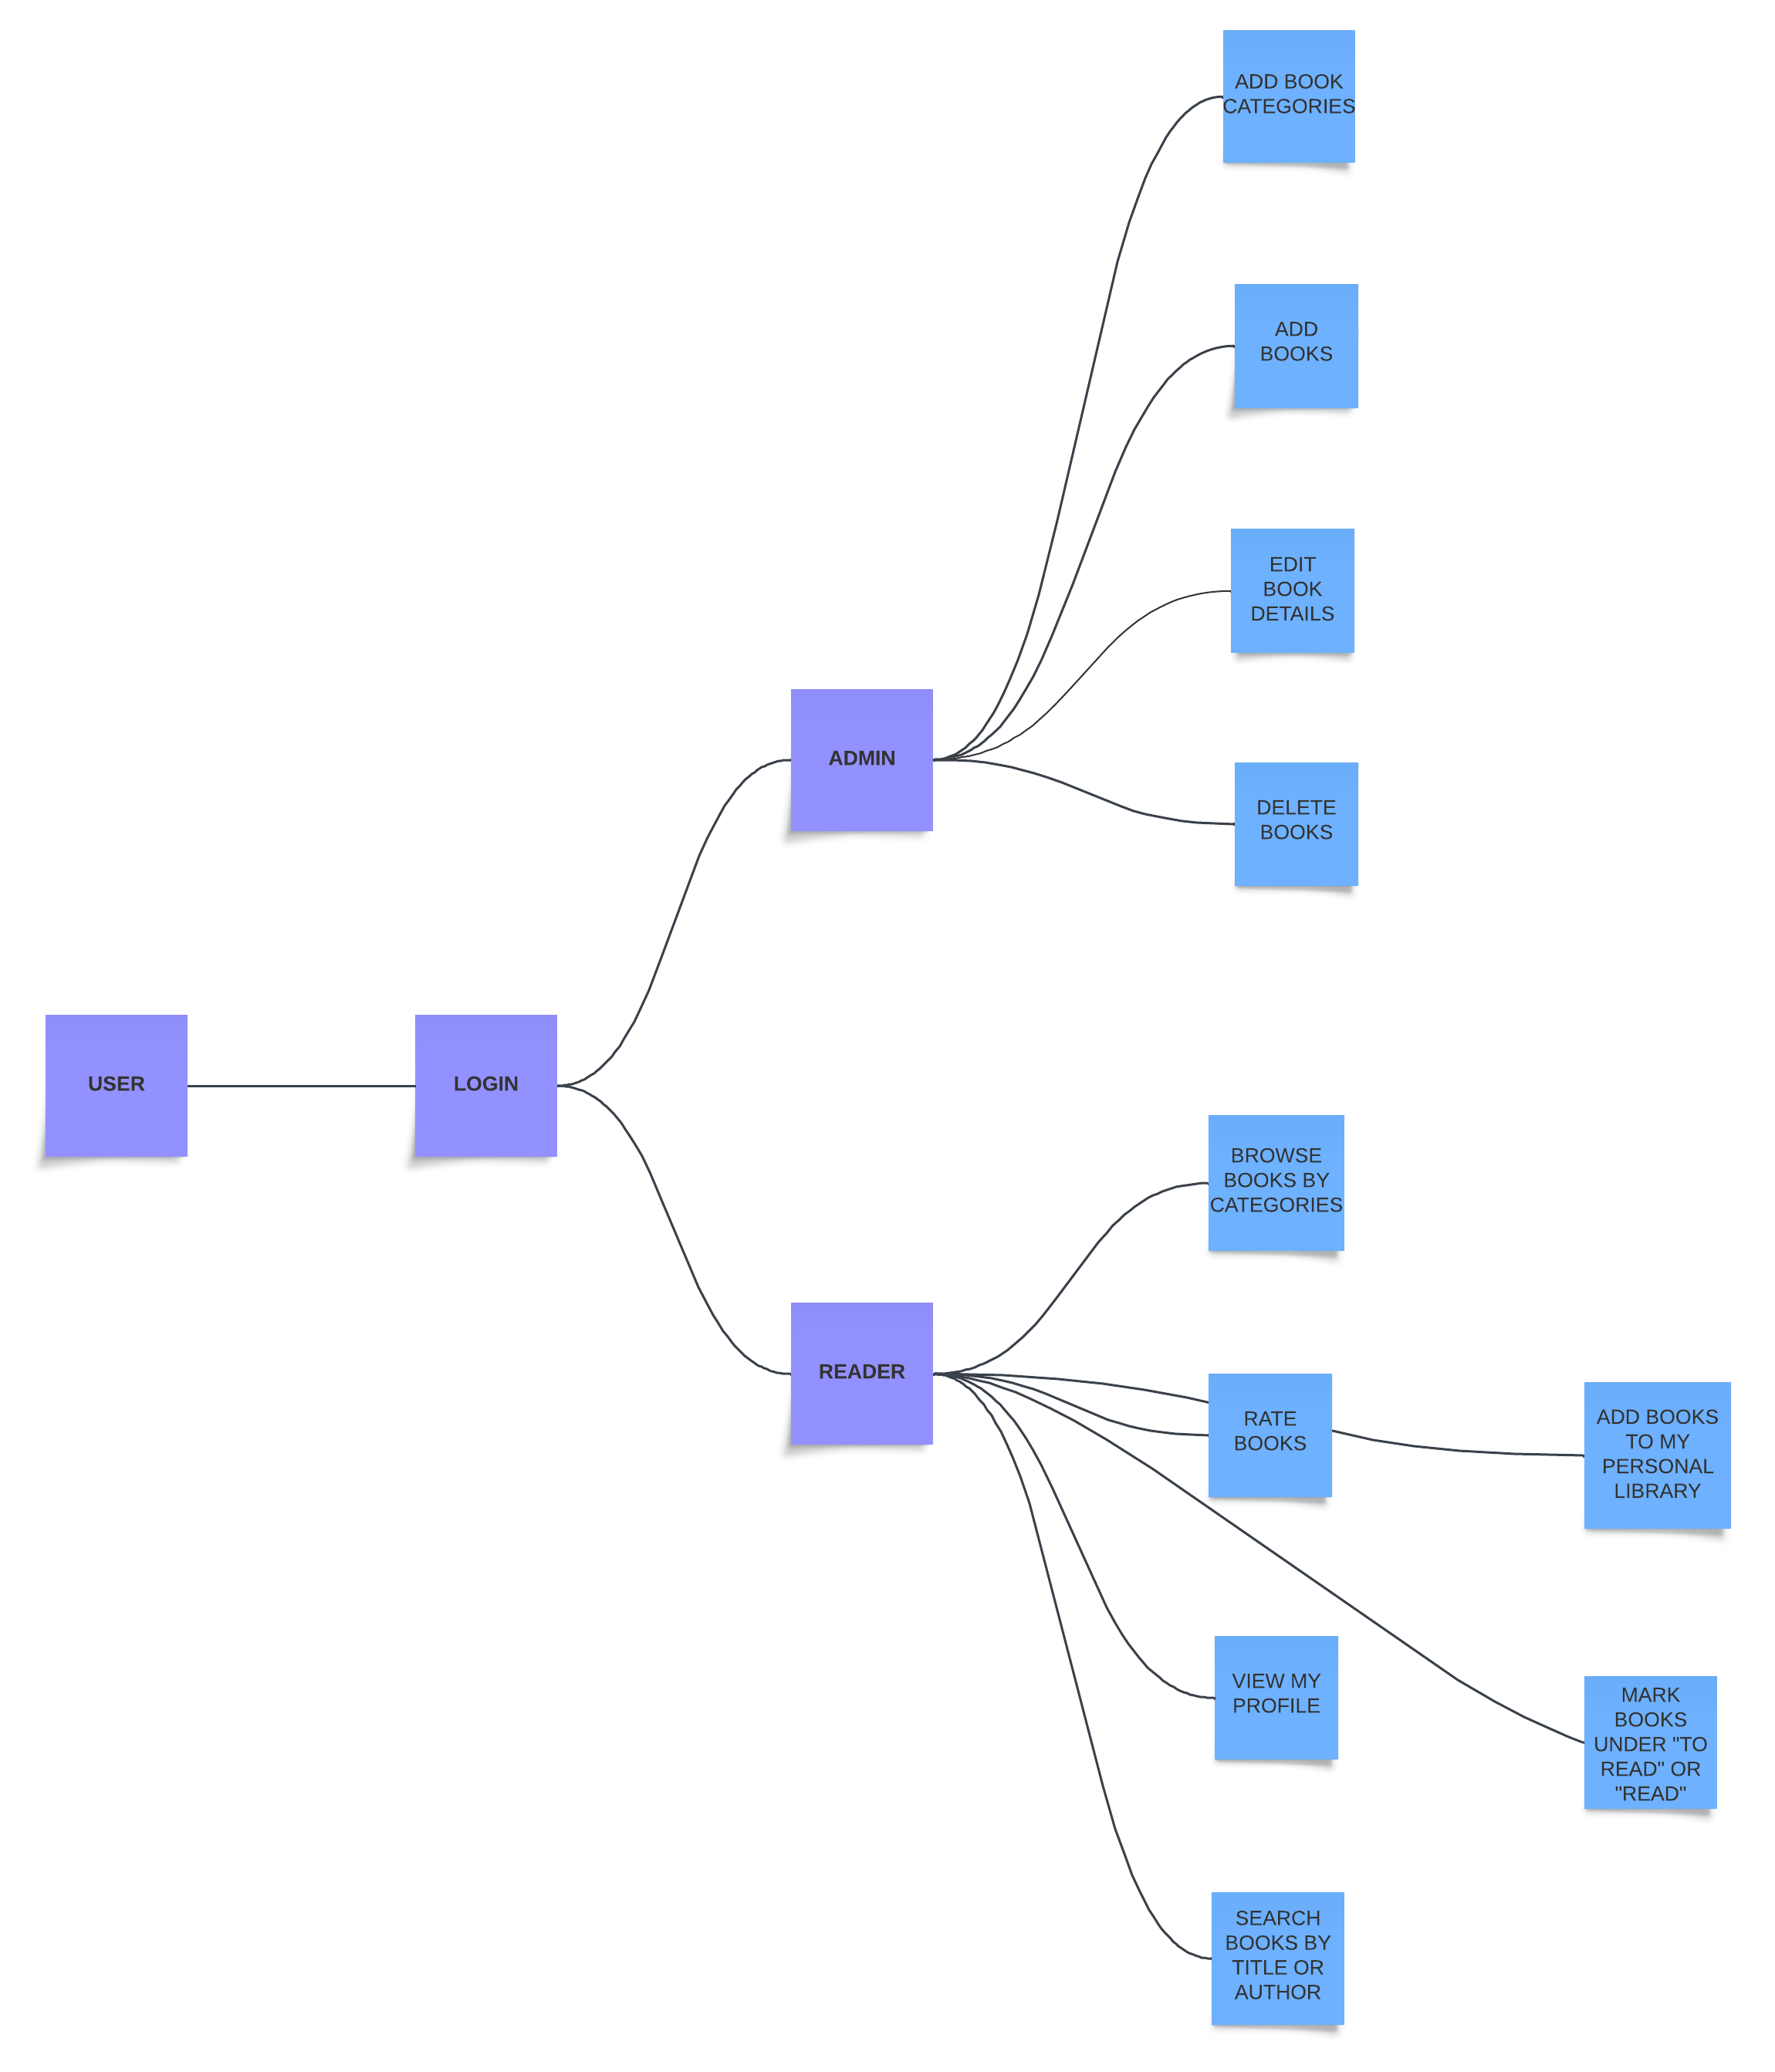 ADD BOOK
CATEGORIES
ADD
BOOKS
EDIT
BOOK
DETAILS
ADMIN
DELETE
BOOKS
USER
LOGIN
BROWSE
BOOKS BY
CATEGORIES
READER
RATE
BOOKS
ADD BOOKS
TO MY
PERSONAL
LIBRARY
VIEW MY
PROFILE
MARK
BOOKS
UNDER "TO
READ" OR
"READ"
SEARCH
BOOKS BY
TITLE OR
AUTHOR